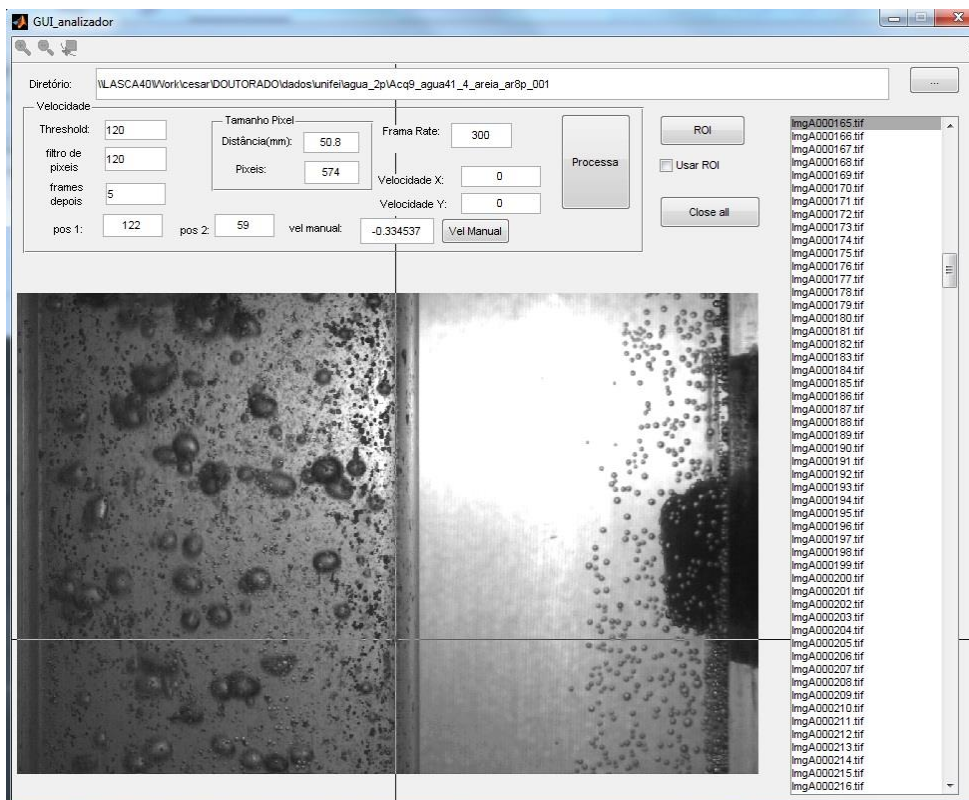 GUI_analizador
Diretório: \\LASCA40\Work\cesar\DOUTORADO\dados\unifei\agua_2p\Acq9_agua41_4_areia_ar8p_001 ...
Velocidade
Threshold: 120
filtro de pixeis 120
frames depois 5
Tamanho Pixel
Distância(mm): 50.8
Pixeis: 574
Frama Rate: 300
Velocidade X: 0
Velocidade Y: 0
Processa
pos 1: 122 pos 2: 59 vel manual: -0.334537 Vel Manual
ROI
Usar ROI
Close all
ImgA000165.tif
ImgA000166.tif
ImgA000167.tif
ImgA000168.tif
ImgA000169.tif
ImgA000170.tif
ImgA000171.tif
ImgA000172.tif
ImgA000173.tif
ImgA000174.tif
ImgA000175.tif
ImgA000176.tif
ImgA000177.tif
ImgA000178.tif
ImgA000179.tif
ImgA000180.tif
ImgA000181.tif
ImgA000182.tif
ImgA000183.tif
ImgA000184.tif
ImgA000185.tif
ImgA000186.tif
ImgA000187.tif
ImgA000188.tif
ImgA000189.tif
ImgA000190.tif
ImgA000191.tif
ImgA000192.tif
ImgA000193.tif
ImgA000194.tif
ImgA000195.tif
ImgA000196.tif
ImgA000197.tif
ImgA000198.tif
ImgA000199.tif
ImgA000200.tif
ImgA000201.tif
ImgA000202.tif
ImgA000203.tif
ImgA000204.tif
ImgA000205.tif
ImgA000206.tif
ImgA000207.tif
ImgA000208.tif
ImgA000209.tif
ImgA000210.tif
ImgA000211.tif
ImgA000212.tif
ImgA000213.tif
ImgA000214.tif
ImgA000215.tif
ImgA000216.tif